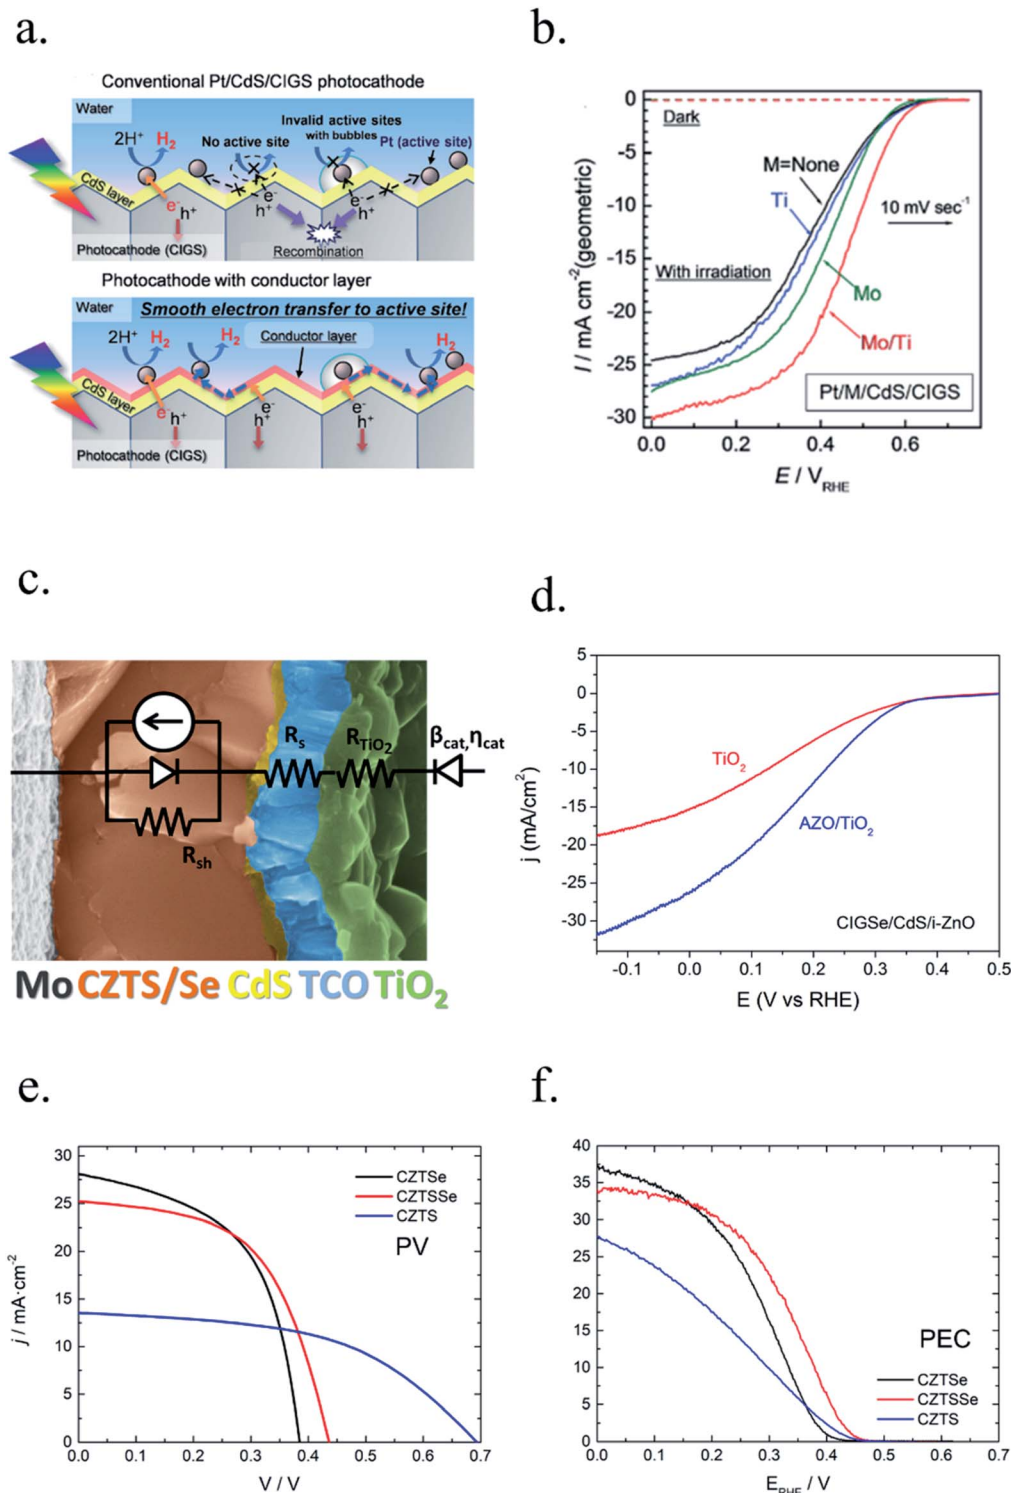 a.
Conventional Pt/CdS/CIGS photocathode
Water
2H⁺
H₂
No active site
Invalid active sites
with bubbles
Pt (active site)
CdS layer
e⁻
h⁺
e⁻
h⁺
e⁻
h⁺
Photocathode (CIGS)
Recombination
Photocathode with conductor layer
Water
Smooth electron transfer to active site!
2H⁺
H₂
H₂
Conductor layer
H₂
CdS layer
e⁻
h⁺
e⁻
h⁺
e⁻
h⁺
e⁻
h⁺
Photocathode (CIGS)
b.
0
-5
-10
-15
-20
-25
-30
I / mA cm⁻²(geometric)
Dark
M=None
Ti
10 mV sec⁻¹
With irradiation
Mo
Mo/Ti
Pt/M/CdS/CIGS
0.0 0.2 0.4 0.6
E / V_RHE
c.
R_s
R_TiO₂
β_cat,η_cat
R_sh
Mo CZTS/Se CdS TCO TiO₂
d.
5
0
-5
-10
-15
-20
-25
-30
j (mA/cm²)
TiO₂
AZO/TiO₂
CIGSe/CdS/i-ZnO
-0.1 0.0 0.1 0.2 0.3 0.4 0.5
E (V vs RHE)
e.
30
25
20
15
10
5
0
j / mA·cm⁻²
CZTSe
CZTSSe
CZTS
PV
0.0 0.1 0.2 0.3 0.4 0.5 0.6 0.7
V / V
f.
40
35
30
25
20
15
10
5
0
PEC
CZTSe
CZTSSe
CZTS
0.0 0.1 0.2 0.3 0.4 0.5 0.6 0.7
E_RHE / V